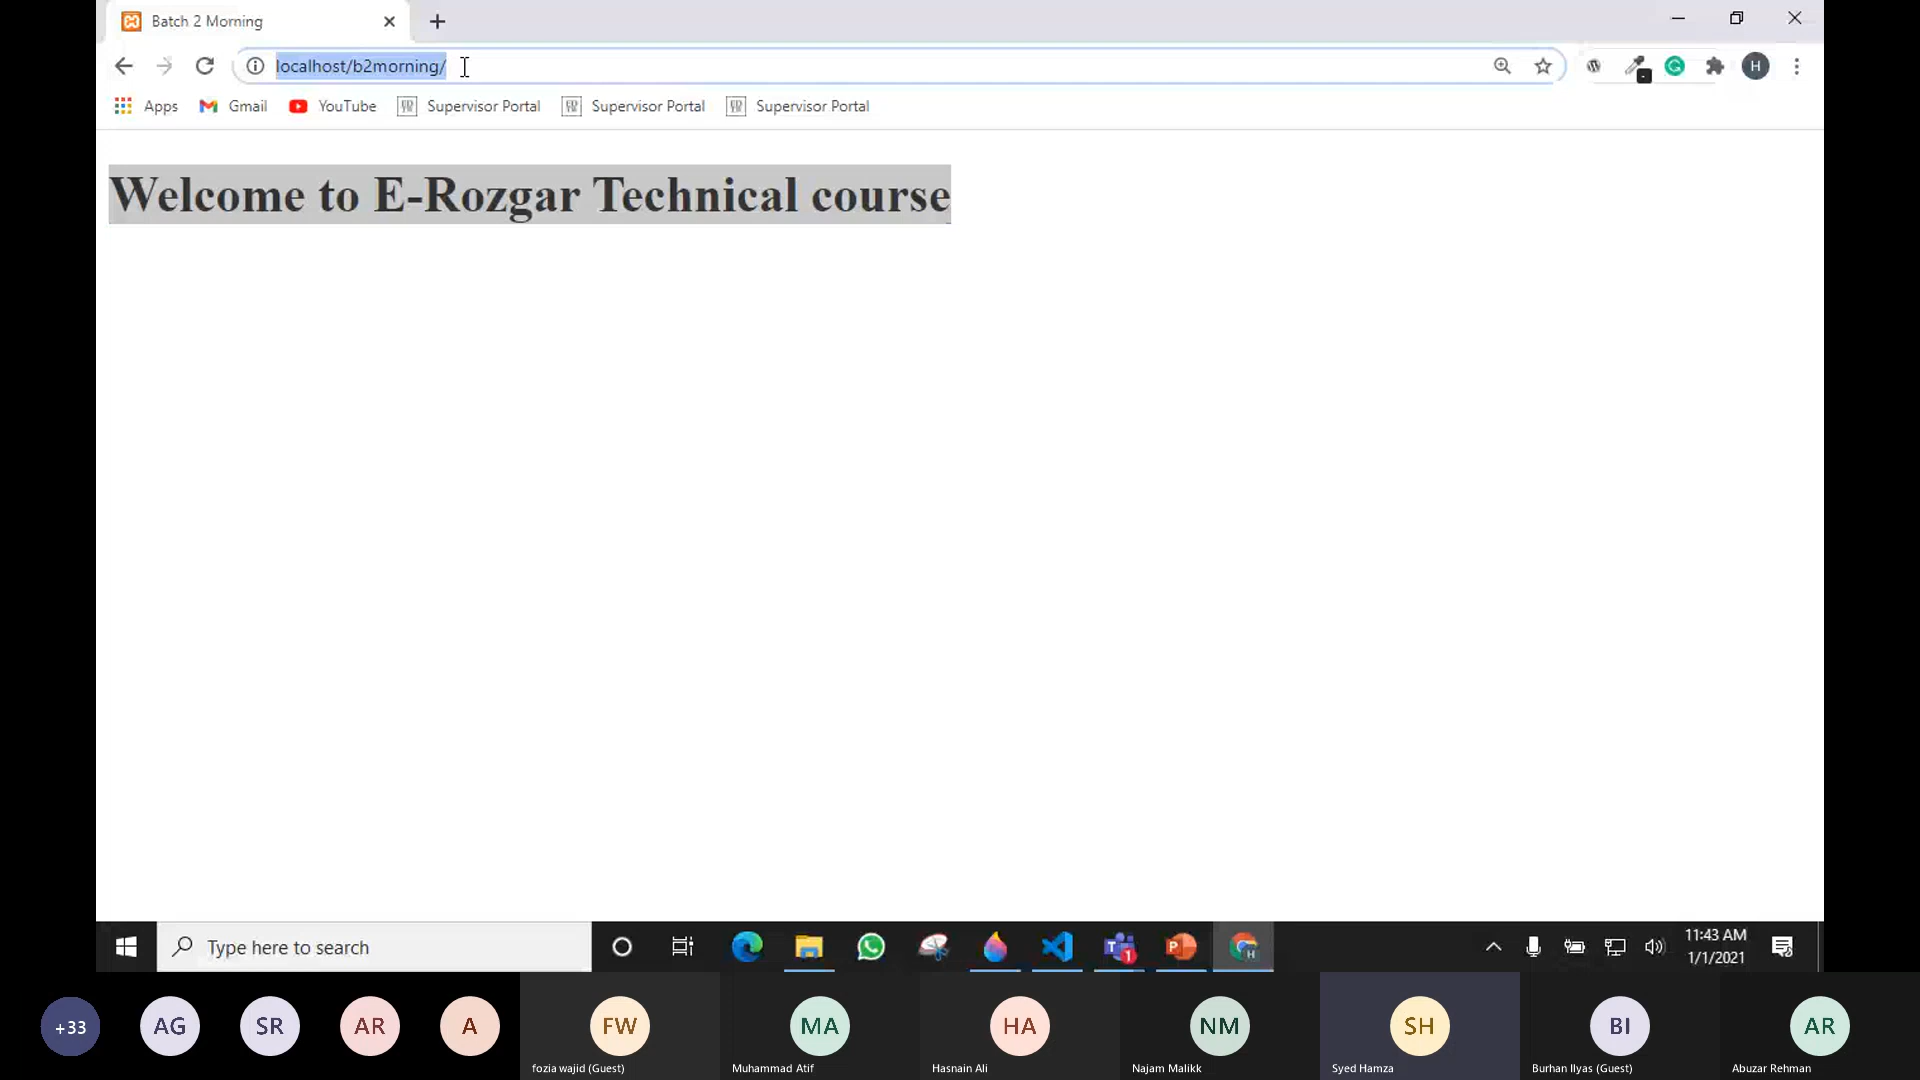 Batch 2 Morning
localhost/b2morning/
H
Apps Gmail YouTube Supervisor Portal Supervisor Portal Supervisor Portal
Welcome to E-Rozgar Technical course
Type here to search
1
H
11:43 AM
1/1/2021
+33 AG SR AR A FW MA HA NM SH BI AR
fozia wajid (Guest) Muhammad Atif Hasnain Ali Najam Malikk Syed Hamza Burhan Ilyas (Guest) Abuzar Rehman